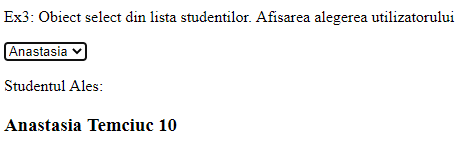 Ex3: Obiect select din lista studentilor. Afisarea alegerea utilizatorului
Anastasia
Studentul Ales:
Anastasia Temciuc 10